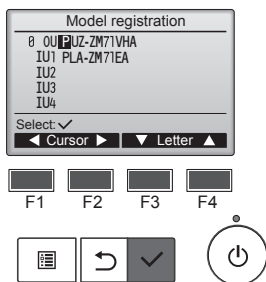 Model registration
0 OU PUZ-ZM71VHA
IU1 PLA-ZM71EA
IU2
IU3
IU4
Select: ✓
◀ Cursor ▶ ▼ Letter ▲
F1 F2 F3 F4